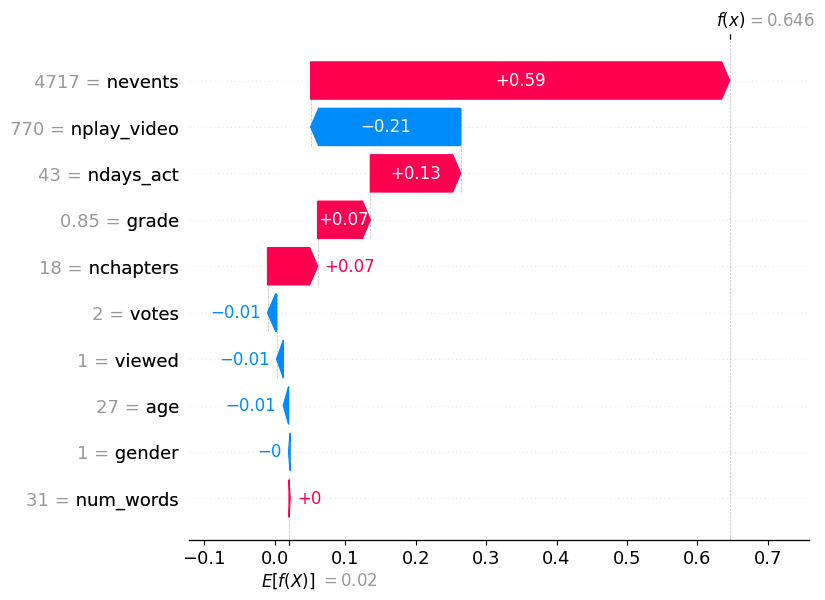 f(x) = 0.646
4717 = nevents +0.59
770 = nplay_video −0.21
43 = ndays_act +0.13
0.85 = grade +0.07
18 = nchapters +0.07
2 = votes −0.01
1 = viewed −0.01
27 = age −0.01
1 = gender −0
31 = num_words +0
−0.1 0.0 0.1 0.2 0.3 0.4 0.5 0.6 0.7
E[f(X)] = 0.02